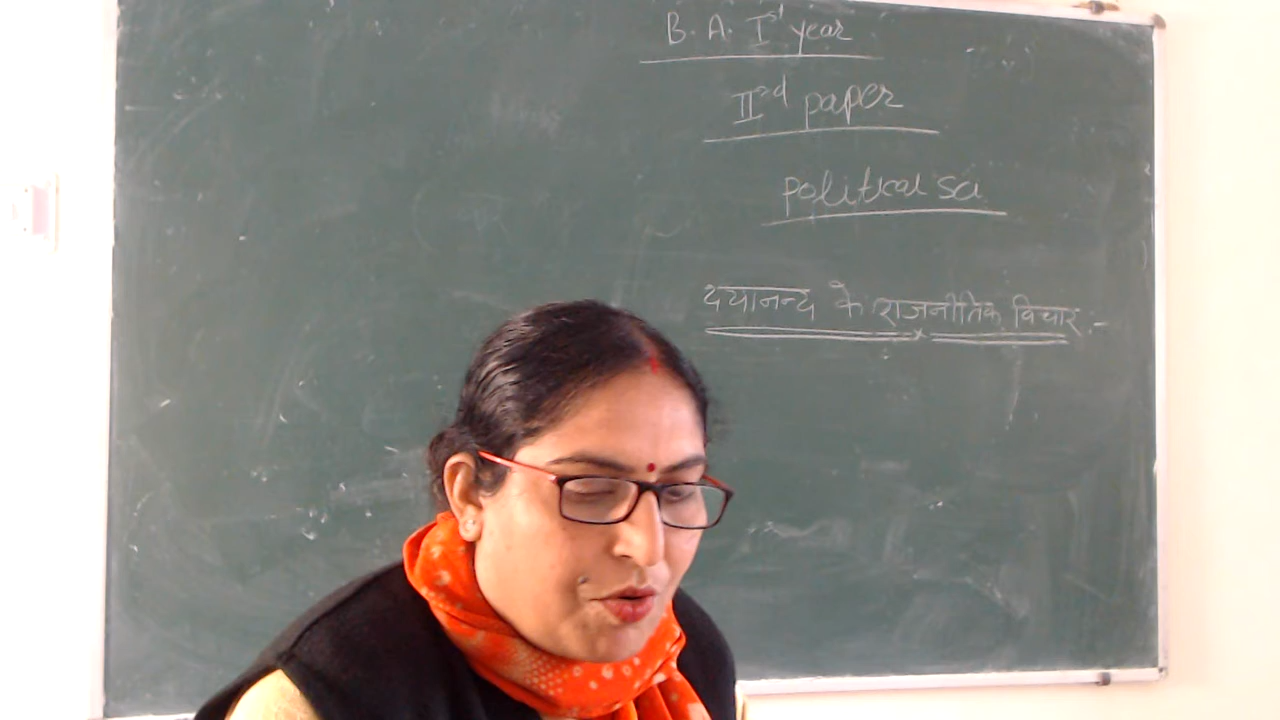 B. A. Ist year
IInd paper
political sci
दयानन्द के राजनीतिक विचार :-